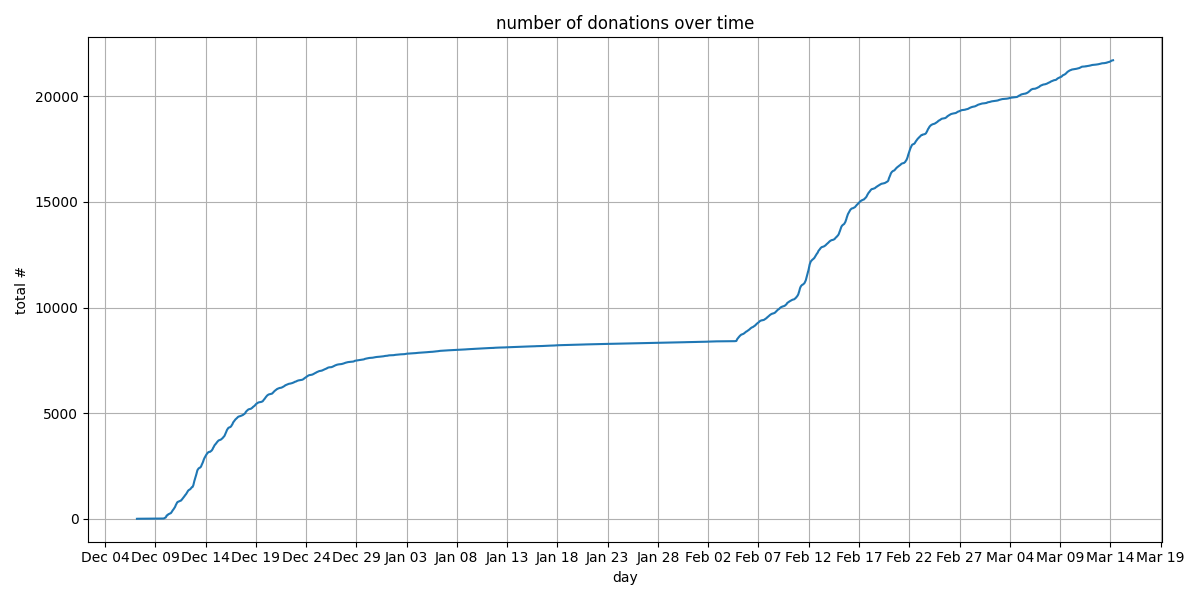 number of donations over time
total #
20000
15000
10000
5000
0
Dec 04 Dec 09 Dec 14 Dec 19 Dec 24 Dec 29 Jan 03 Jan 08 Jan 13 Jan 18 Jan 23 Jan 28 Feb 02 Feb 07 Feb 12 Feb 17 Feb 22 Feb 27 Mar 04 Mar 09 Mar 14 Mar 19
day